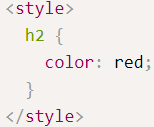 <style>
  h2 {
    color: red;
  }
</style>